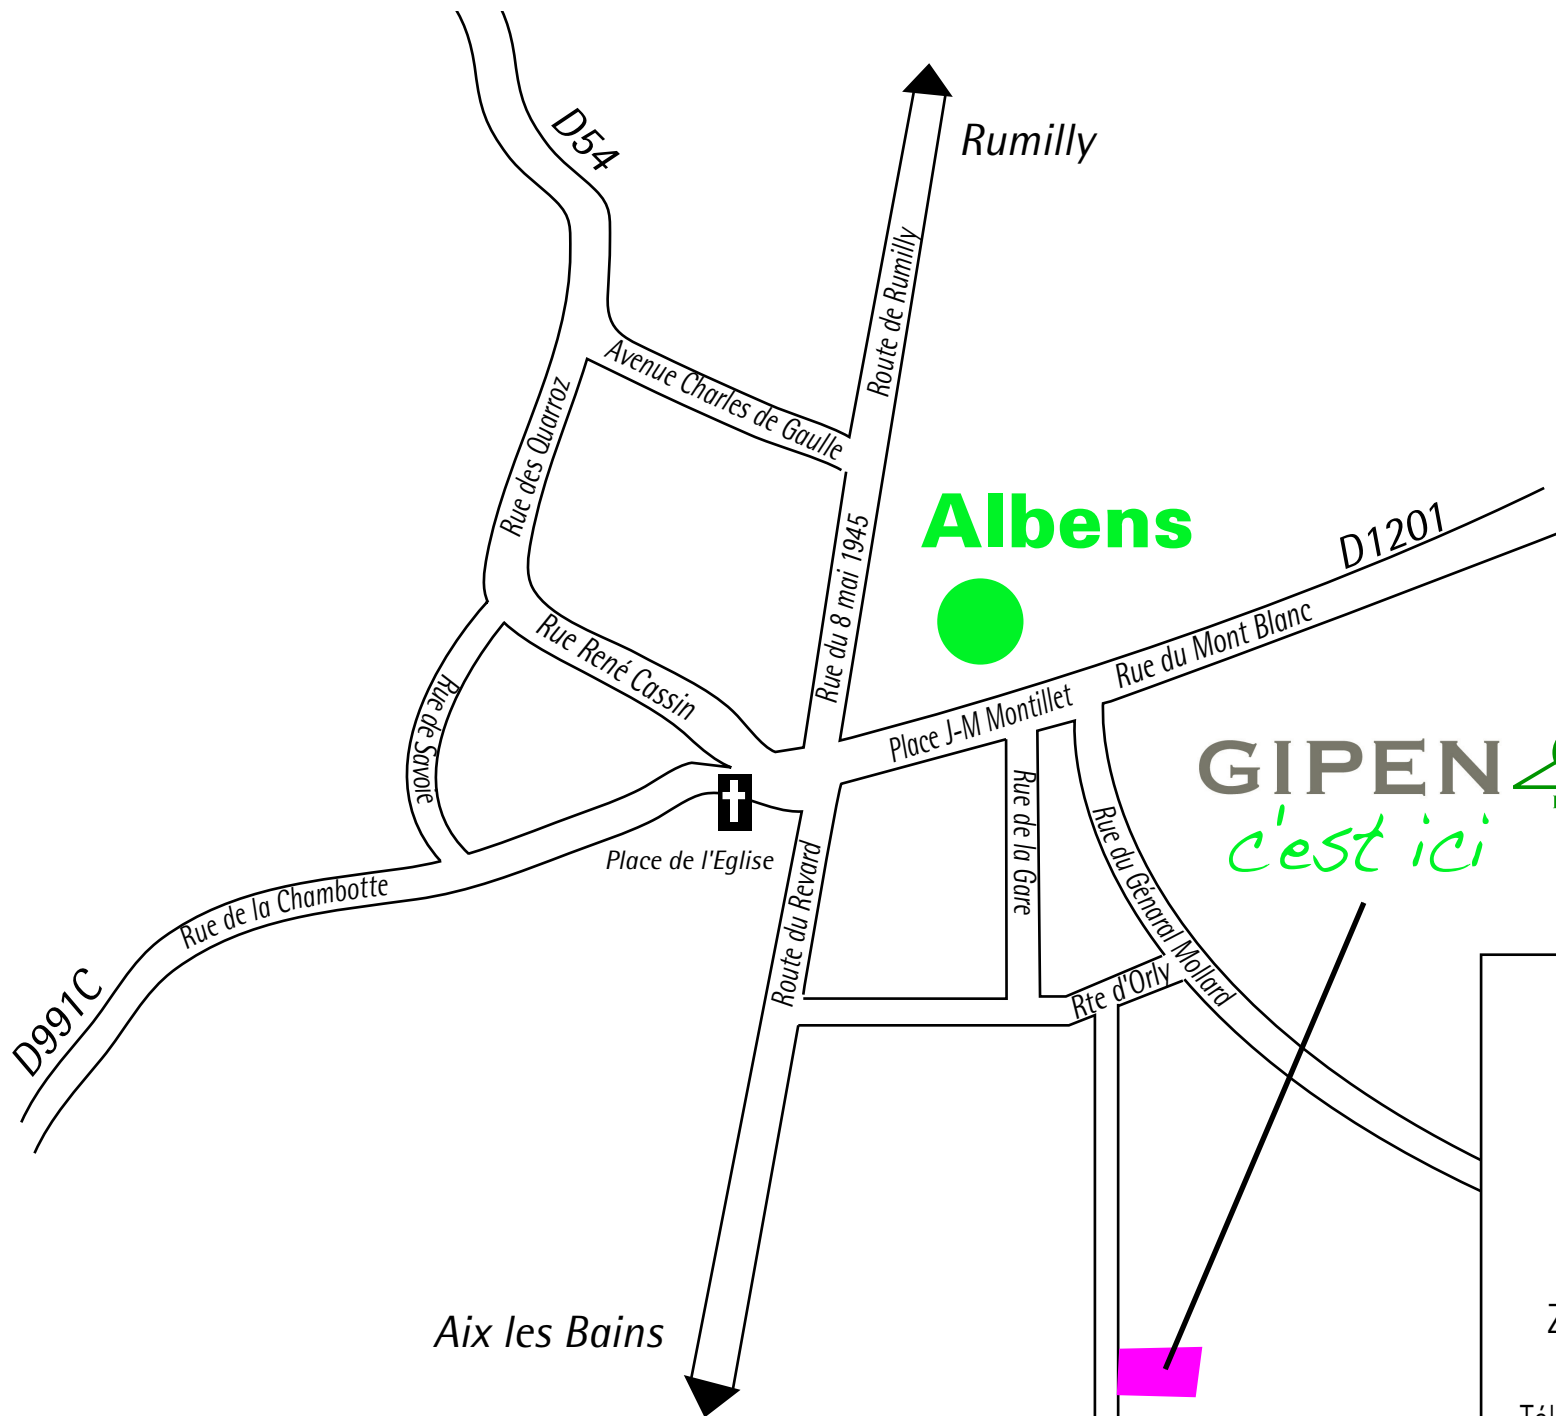 D54
Rumilly
Route de Rumilly
Avenue Charles de Gaulle
Rue des Quarroz
Albens
D1201
Rue du 8 mai 1945
Rue du Mont Blanc
Rue René Cassin
Place J-M Montillet
Rue de Savoie
GIPEN
c'est ici
Rue de la Gare
Rue du Génaral Mollard
Place de l'Eglise
Route du Revard
Rue de la Chambotte
Rte d'Orly
D991C
Aix les Bains
Z
Tél